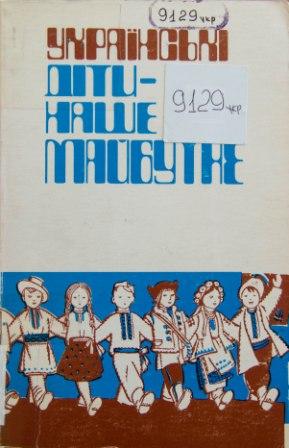 9129 укр
УКРАЇНСЬКІ
ДІТИ-
НАШЕ
9129 укр.
МАЙБУТНЄ